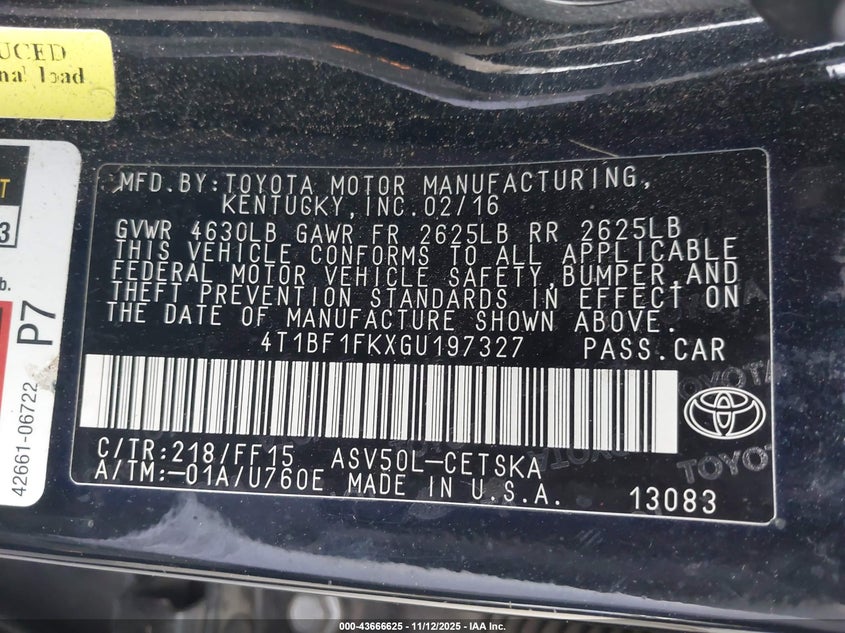 UCED
nal load
T
3
b.
P7
42661-06722
MFD.BY:TOYOTA MOTOR MANUFACTURING,
KENTUCKY,INC.02/16
GVWR 4630LB GAWR FR 2625LB RR 2625LB
THIS VEHICLE CONFORMS TO ALL APPLICABLE
FEDERAL MOTOR VEHICLE SAFETY,BUMPER,AND
THEFT PREVENTION STANDARDS IN EFFECT ON
THE DATE OF MANUFACTURE SHOWN ABOVE.
4T1BF1FKXGU197327 PASS.CAR
C/TR:218/FF15 ASV50L-CETSKA
A/TM:-01A/U760E MADE IN U.S.A. 13083
TOYOTA
TOYOTA
000-43666625 - 11/12/2025 - IAA Inc.